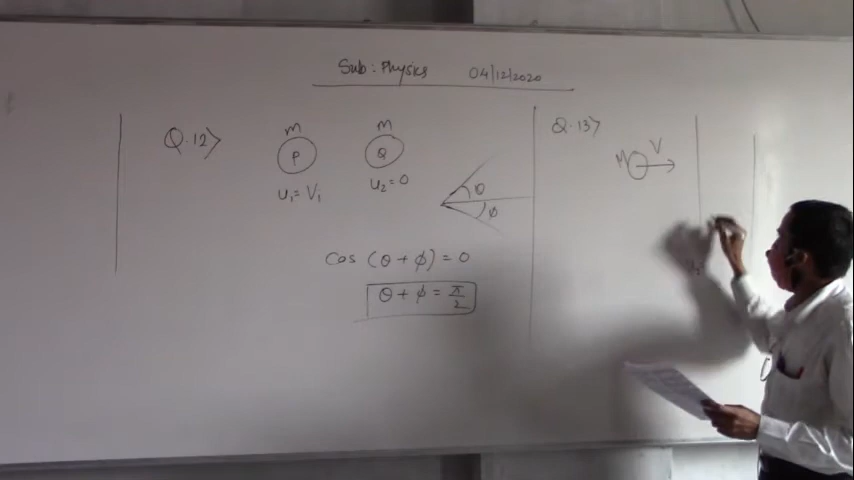 Sub : Physics 04/12/2020
Q.12>
m m
P Q
u₁ = V₁ u₂ = 0
θ
φ
Cos (θ + φ) = 0
θ + φ = π/2
Q.13>
M V